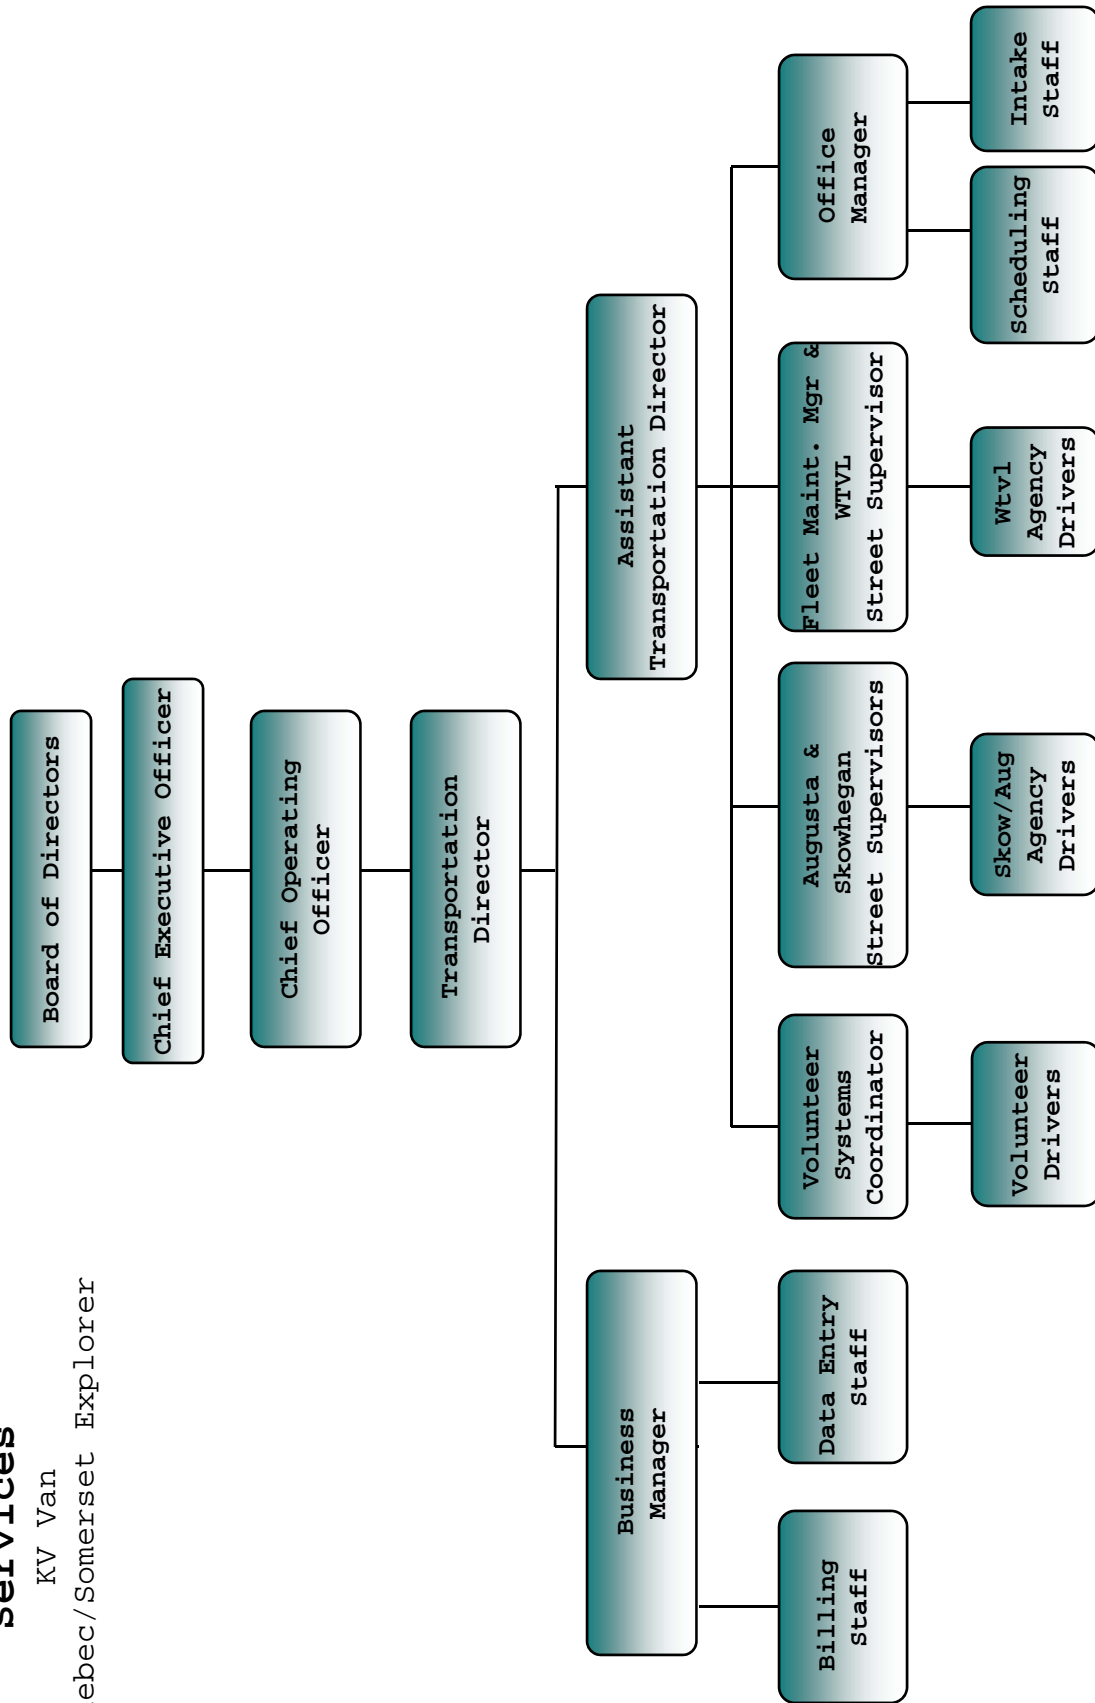 services
KV Van
ebec/Somerset Explorer
Board of Directors
Chief Executive Officer
Chief Operating
Officer
Transportation
Director
Business
Manager
Assistant
Transportation Director
Billing
Staff
Data Entry
Staff
Volunteer
Systems
Coordinator
Augusta &
Skowhegan
Street Supervisors
Fleet Maint. Mgr &
WTVL
Street Supervisor
Office
Manager
Volunteer
Drivers
Skow/Aug
Agency
Drivers
Wtvl
Agency
Drivers
Scheduling
Staff
Intake
Staff